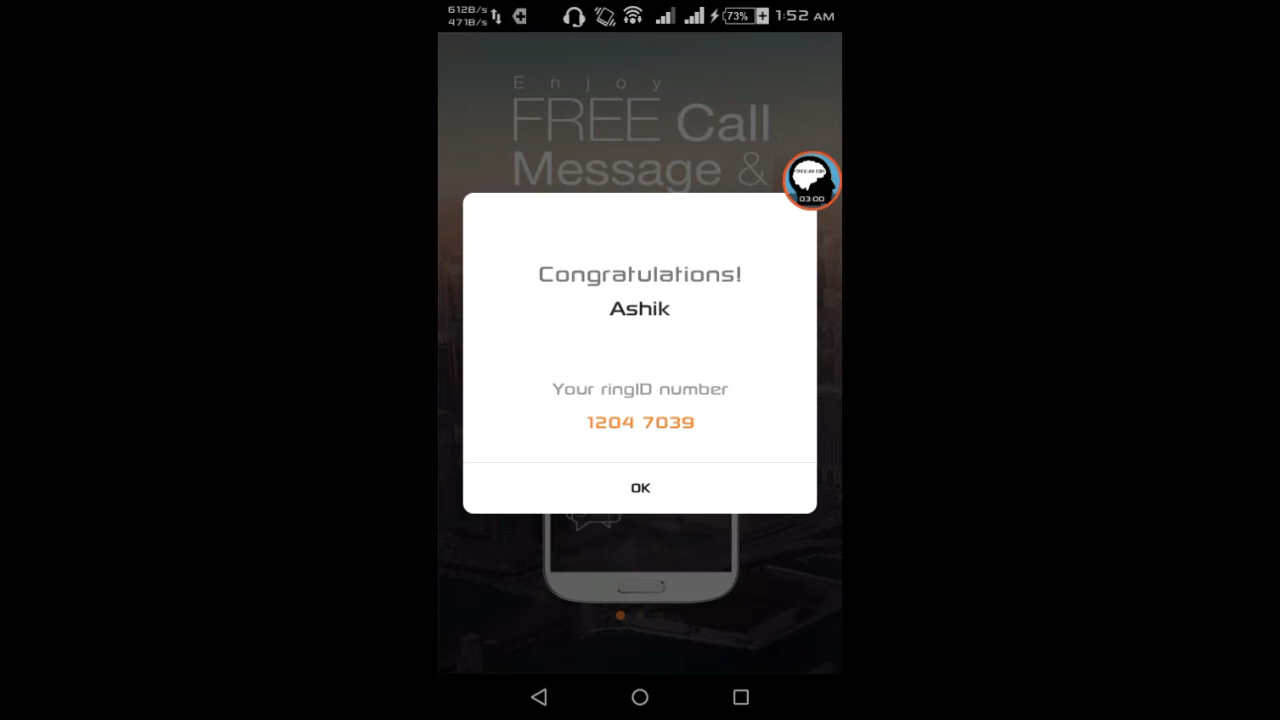 612B/s
471B/s
73%
1:52 AM
Enjoy
FREE Call
Message &
03:00
Congratulations!
Ashik
Your ringID number
1204 7039
OK